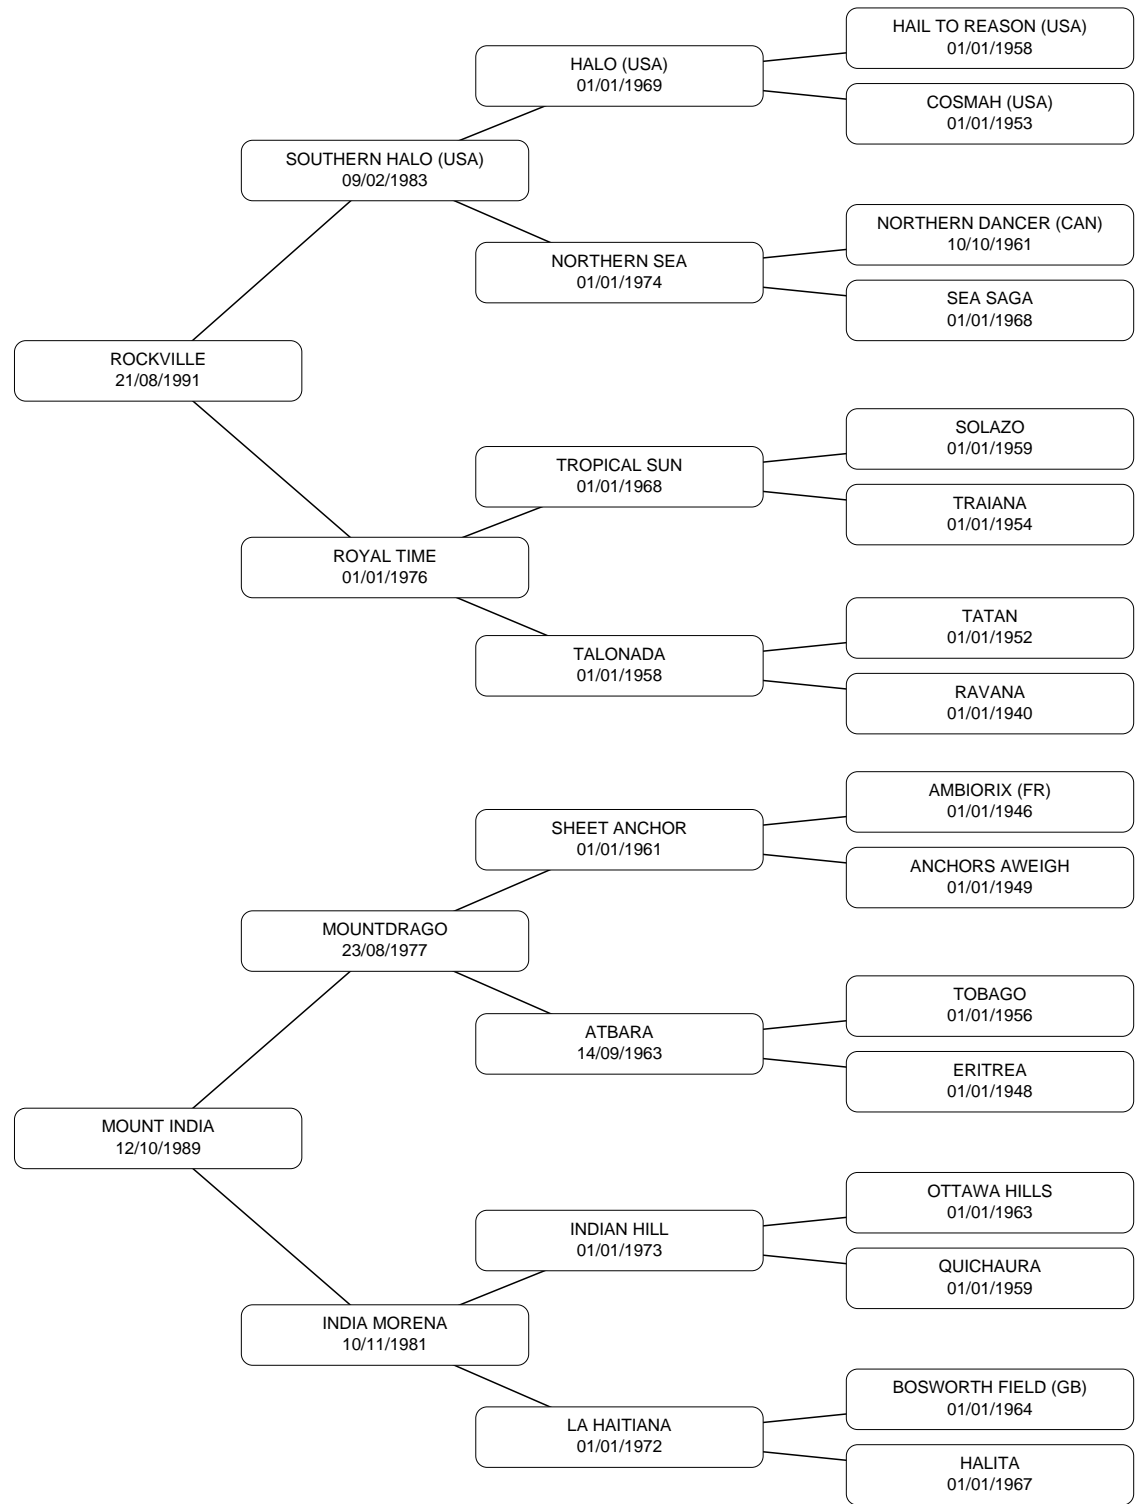 HAIL TO REASON (USA)
01/01/1958
HALO (USA)
01/01/1969
COSMAH (USA)
01/01/1953
SOUTHERN HALO (USA)
09/02/1983
NORTHERN DANCER (CAN)
10/10/1961
NORTHERN SEA
01/01/1974
SEA SAGA
01/01/1968
ROCKVILLE
21/08/1991
SOLAZO
01/01/1959
TROPICAL SUN
01/01/1968
TRAIANA
01/01/1954
ROYAL TIME
01/01/1976
TATAN
01/01/1952
TALONADA
01/01/1958
RAVANA
01/01/1940
AMBIORIX (FR)
01/01/1946
SHEET ANCHOR
01/01/1961
ANCHORS AWEIGH
01/01/1949
MOUNTDRAGO
23/08/1977
TOBAGO
01/01/1956
ATBARA
14/09/1963
ERITREA
01/01/1948
MOUNT INDIA
12/10/1989
OTTAWA HILLS
01/01/1963
INDIAN HILL
01/01/1973
QUICHAURA
01/01/1959
INDIA MORENA
10/11/1981
BOSWORTH FIELD (GB)
01/01/1964
LA HAITIANA
01/01/1972
HALITA
01/01/1967